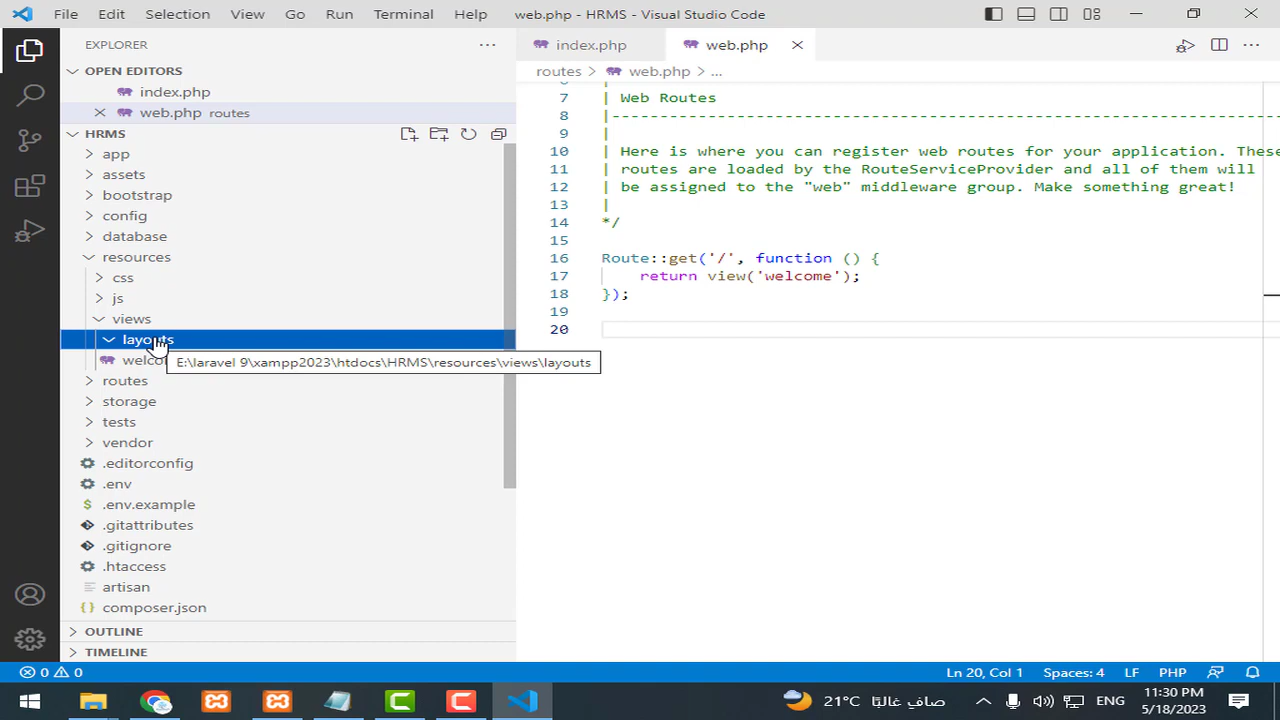 File Edit Selection View Go Run Terminal Help web.php - HRMS - Visual Studio Code
EXPLORER
OPEN EDITORS
index.php
web.php routes
HRMS
app
assets
bootstrap
config
database
resources
css
js
views
layouts
E:\laravel 9\xampp2023\htdocs\HRMS\resources\views\layouts
routes
storage
tests
vendor
.editorconfig
.env
.env.example
.gitattributes
.gitignore
.htaccess
artisan
composer.json
OUTLINE
TIMELINE
index.php web.php
routes > web.php > ...
7 | Web Routes
8 |--------------------------------------------------------------------------
9 |
10 | Here is where you can register web routes for your application. These
11 | routes are loaded by the RouteServiceProvider and all of them will
12 | be assigned to the "web" middleware group. Make something great!
13 |
14 */
15
16 Route::get('/', function () {
17 return view('welcome');
18 });
19
20
0 0 Ln 20, Col 1 Spaces: 4 LF PHP
21°C غالبًا صافٍ ENG 11:30 PM
5/18/2023